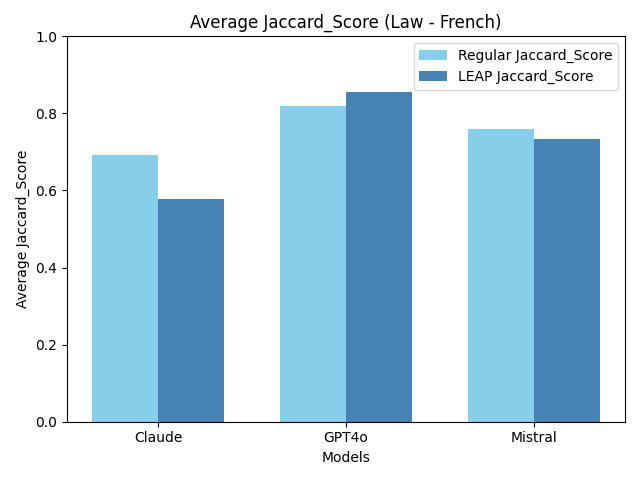 Average Jaccard_Score (Law - French)
Regular Jaccard_Score
LEAP Jaccard_Score
Average Jaccard_Score
1.0
0.8
0.6
0.4
0.2
0.0
Claude
GPT4o
Mistral
Models